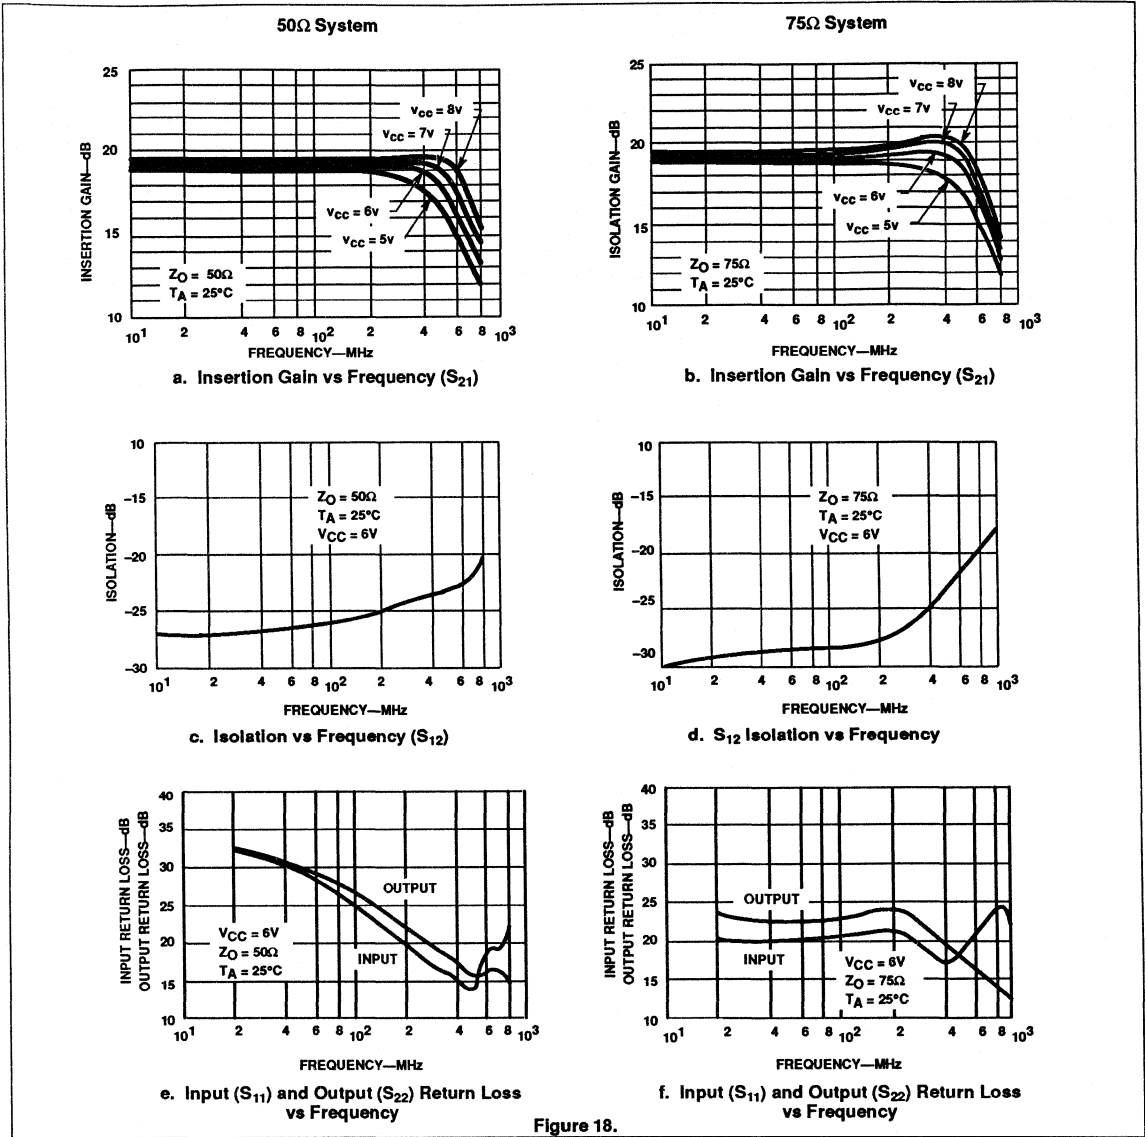 50Ω System
75Ω System
25
20
15
10
INSERTION GAIN—dB
vCC = 8v
vCC = 7v
vCC = 6v
vCC = 5v
ZO = 50Ω
TA = 25°C
10¹ 2 4 6 8 10² 2 4 6 8 10³
FREQUENCY—MHz
a. Insertion Gain vs Frequency (S₂₁)
25
20
15
10
ISOLATION GAIN—dB
vCC = 8v
vCC = 7v
vCC = 6v
vCC = 5v
ZO = 75Ω
TA = 25°C
10¹ 2 4 6 8 10² 2 4 6 8 10³
FREQUENCY—MHz
b. Insertion Gain vs Frequency (S₂₁)
10
–15
–20
–25
–30
ISOLATION—dB
ZO = 50Ω
TA = 25°C
VCC = 6V
10¹ 2 4 6 8 10² 2 4 6 8 10³
FREQUENCY—MHz
c. Isolation vs Frequency (S₁₂)
10
–15
–20
–25
–30
ISOLATION—dB
ZO = 75Ω
TA = 25°C
VCC = 6V
10¹ 2 4 6 8 10² 2 4 6 8 10³
FREQUENCY—MHz
d. S₁₂ Isolation vs Frequency
40
35
30
25
20
15
10
INPUT RETURN LOSS—dB
OUTPUT RETURN LOSS—dB
OUTPUT
INPUT
VCC = 6V
ZO = 50Ω
TA = 25°C
10¹ 2 4 6 8 10² 2 4 6 8 10³
FREQUENCY—MHz
e. Input (S₁₁) and Output (S₂₂) Return Loss
vs Frequency
40
35
30
25
20
15
10
INPUT RETURN LOSS—dB
OUTPUT RETURN LOSS—dB
OUTPUT
INPUT
VCC = 6V
ZO = 75Ω
TA = 25°C
10¹ 2 4 6 8 10² 2 4 6 8 10³
FREQUENCY—MHz
f. Input (S₁₁) and Output (S₂₂) Return Loss
vs Frequency
Figure 18.